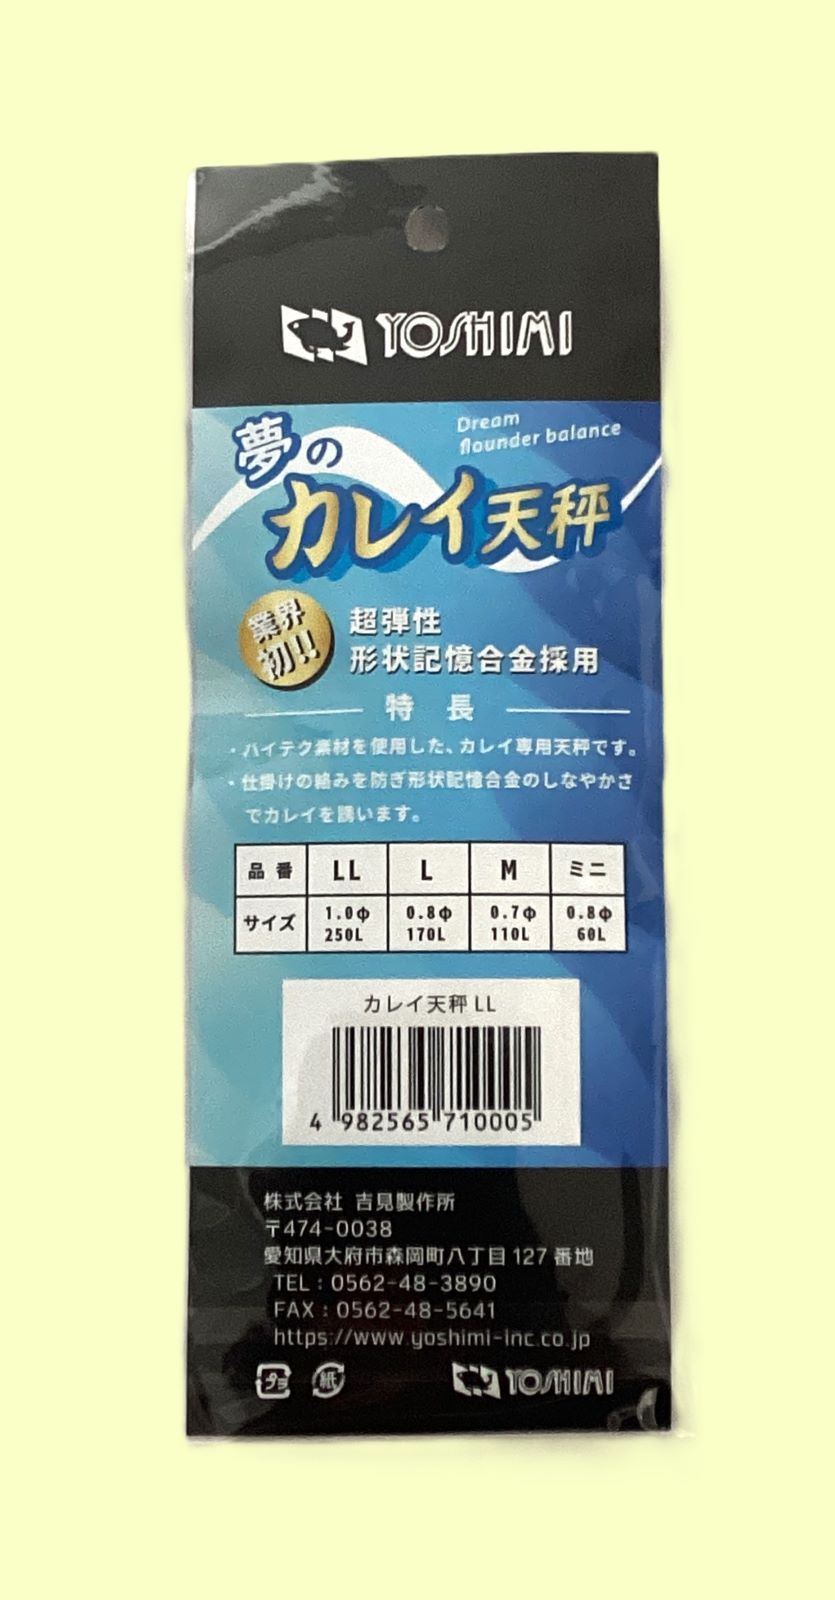 YOSHIMI
Dream
flounder balance
夢の
カレイ天秤
業界
初!!
超弾性
形状記憶合金採用
特 長
・ハイテク素材を使用した、カレイ専用天秤です。
・仕掛けの絡みを防ぎ形状記憶合金のしなやかさ
でカレイを誘います。
品 番 LL L M ミニ
サイズ 1.0φ 250L 0.8φ 170L 0.7φ 110L 0.8φ 60L
カレイ天秤 LL
4 982565 710005
株式会社 吉見製作所
〒474-0038
愛知県大府市森岡町八丁目 127 番地
TEL : 0562-48-3890
FAX : 0562-48-5641
https://www.yoshimi-inc.co.jp
プラ 紙 YOSHIMI